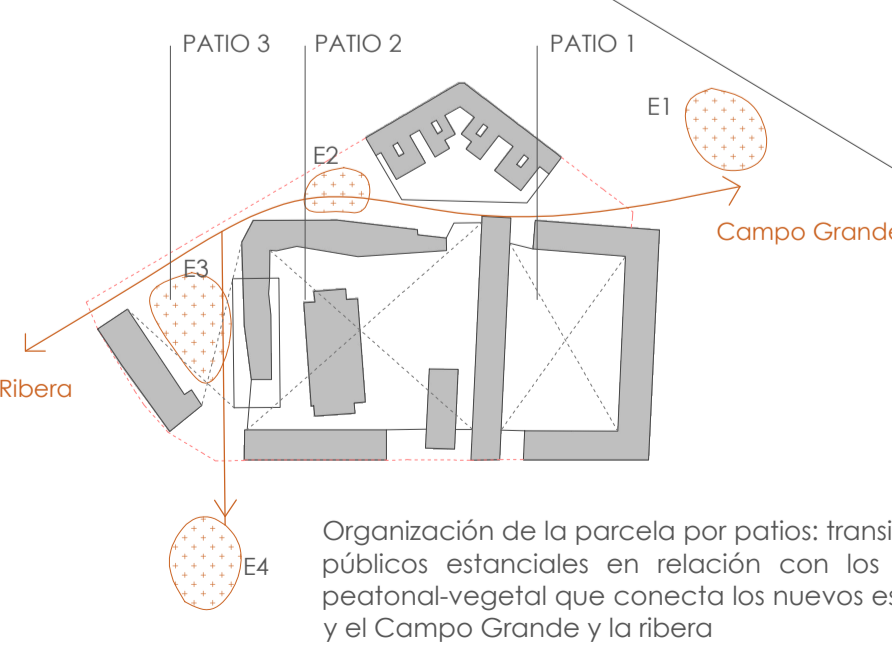 PATIO 3 PATIO 2 PATIO 1
E1
E2
Campo Grande
E3
Ribera
E4
Organización de la parcela por patios: transi
públicos estanciales en relación con los
peatonal-vegetal que conecta los nuevos es
y el Campo Grande y la ribera